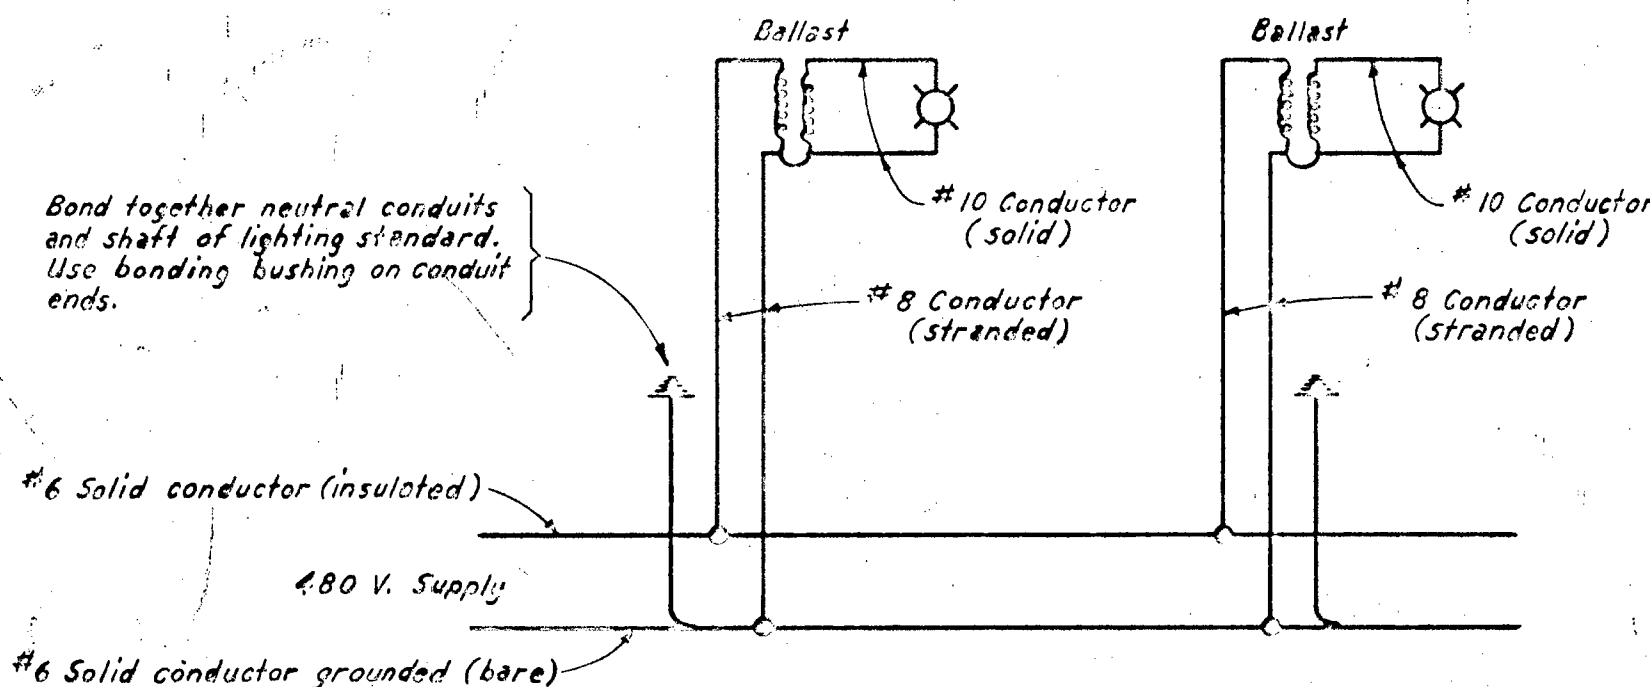 Ballast
Ballast
Bond together neutral conduits
and shaft of lighting standard.
Use bonding bushing on conduit
ends.
#10 Conductor
(solid)
#10 Conductor
(solid)
#8 Conductor
(stranded)
#8 Conductor
(stranded)
#6 Solid conductor (insulated)
480 V. Supply
#6 Solid conductor grounded (bare)